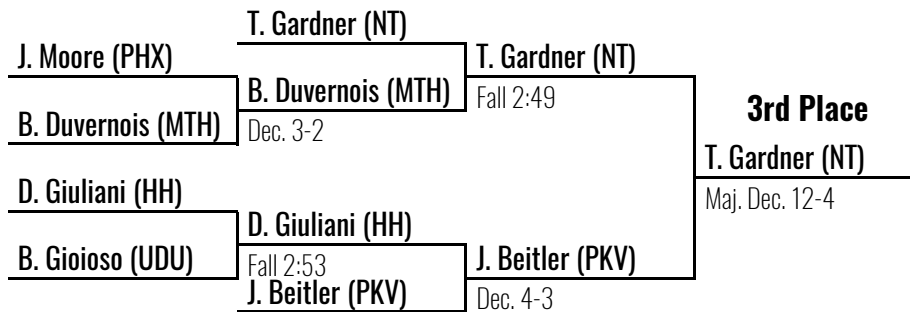 T. Gardner (NT)
J. Moore (PHX)
T. Gardner (NT)
B. Duvernois (MTH)
Fall 2:49
3rd Place
B. Duvernois (MTH)
Dec. 3-2
T. Gardner (NT)
D. Giuliani (HH)
Maj. Dec. 12-4
D. Giuliani (HH)
B. Gioioso (UDU)
Fall 2:53
J. Beitler (PKV)
J. Beitler (PKV)
Dec. 4-3